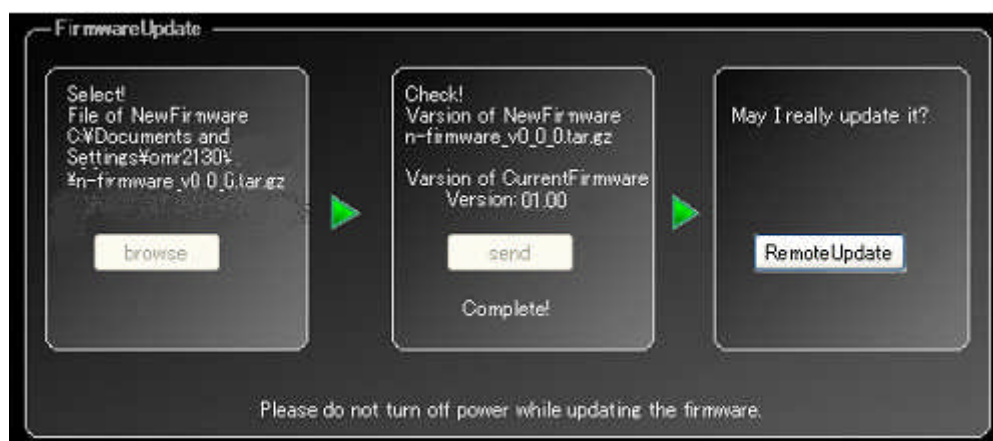 FirmwareUpdate
Select!
File of NewFirmware
C:¥Documents and
Settings¥omr2130¥
¥n-firmware_v0_0_0.tar.gz
browse
Check!
Varsion of NewFirmware
n-firmware_v0_0_0.tar.gz
Varsion of CurrentFirmware
Version: 01.00
send
Complete!
May I really update it?
RemoteUpdate
Please do not turn off power while updating the firmware.